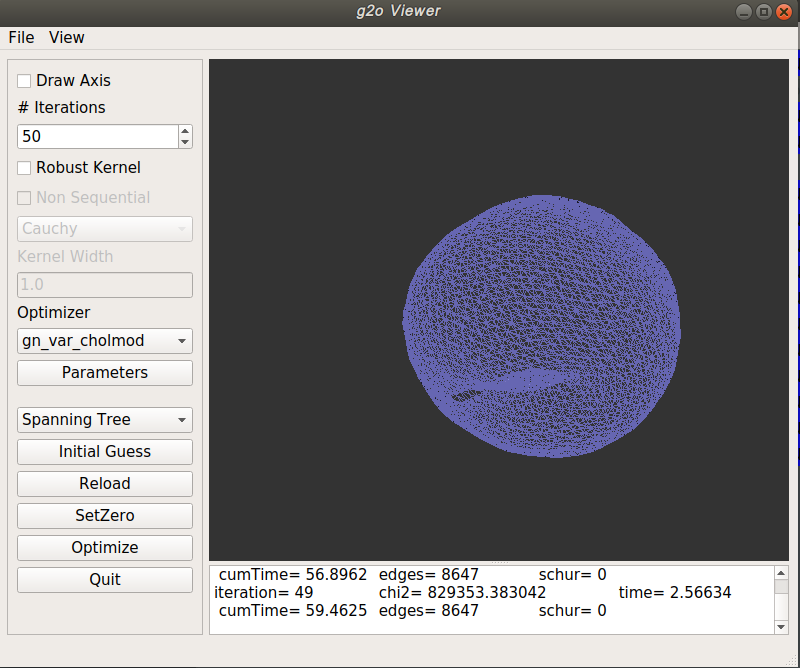 g2o Viewer
File View
Draw Axis
# Iterations
50
Robust Kernel
Non Sequential
Cauchy
Kernel Width
1.0
Optimizer
gn_var_cholmod
Parameters
Spanning Tree
Initial Guess
Reload
SetZero
Optimize
Quit
cumTime= 56.8962 edges= 8647 schur= 0
iteration= 49 chi2= 829353.383042 time= 2.56634
cumTime= 59.4625 edges= 8647 schur= 0